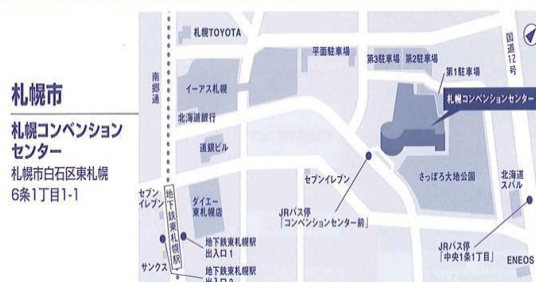 札幌市
札幌コンベンション
センター
札幌市白石区東札幌
6条1丁目1-1
札幌TOYOTA
南郷通
イーアス札幌
北海道銀行
道銀ビル
平面駐車場
第3駐車場
第2駐車場
第1駐車場
国道12号
札幌コンベンションセンター
さっぽろ大地公園
北海道
スバル
セブンイレブン
セブン
イレブン
地下鉄東札幌駅
ダイエー
東札幌店
JRバス停
「コンベンションセンター前」
地下鉄東札幌駅
出入口1
サンクス
地下鉄東札幌駅
JRバス停
「中央1条1丁目」
ENEOS